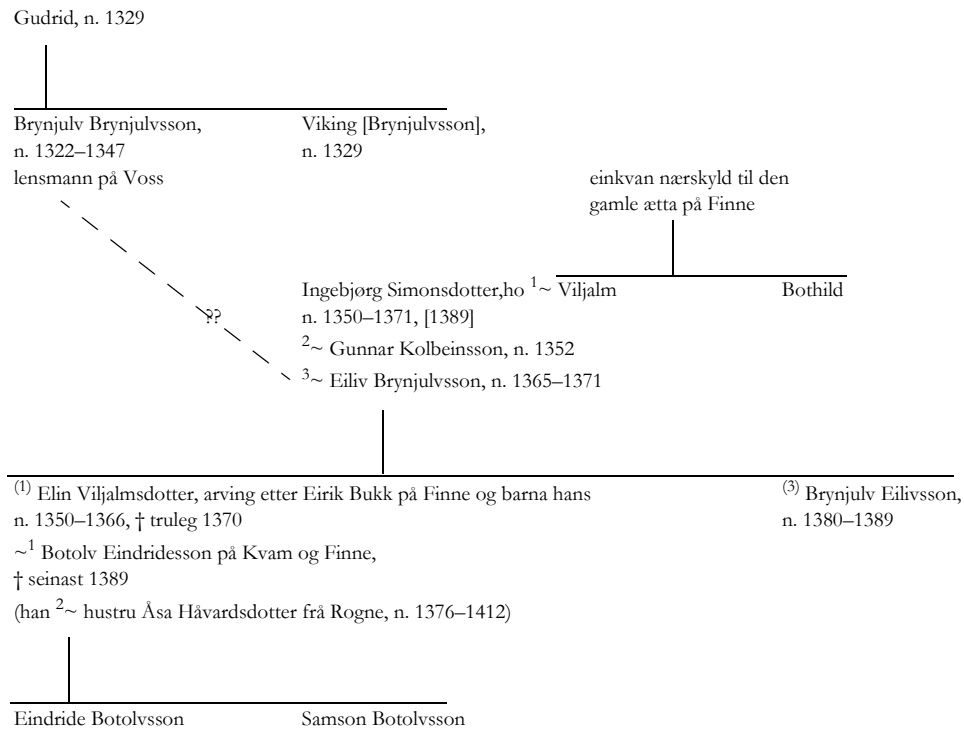 Gudrid, n. 1329
Brynjulv Brynjulvsson,
n. 1322–1347
lensmann på Voss
Viking [Brynjulvsson],
n. 1329
einkvan nærskyld til den
gamle ætta på Finne
??
Ingebjørg Simonsdotter,ho ¹~ Viljalm
n. 1350–1371, [1389]
²~ Gunnar Kolbeinsson, n. 1352
³~ Eiliv Brynjulvsson, n. 1365–1371
Bothild
⁽¹⁾ Elin Viljalmsdotter, arving etter Eirik Bukk på Finne og barna hans
n. 1350–1366, † truleg 1370
~¹ Botolv Eindridesson på Kvam og Finne,
† seinast 1389
(han ²~ hustru Åsa Håvardsdotter frå Rogne, n. 1376–1412)
⁽³⁾ Brynjulv Eilivsson,
n. 1380–1389
Eindride Botolvsson
Samson Botolvsson